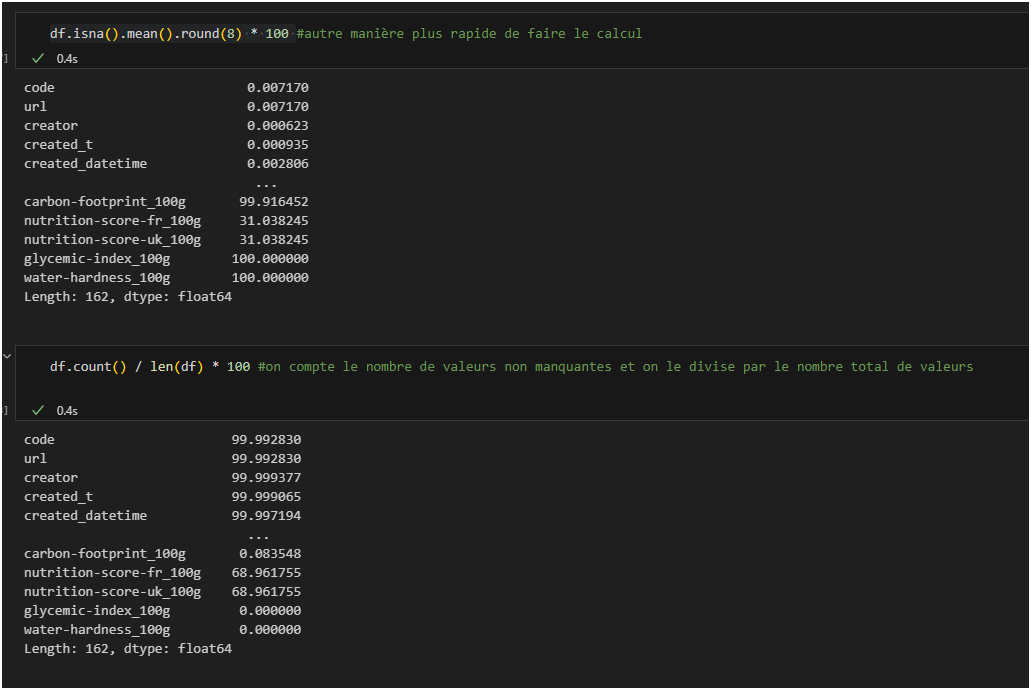 df.isna().mean().round(8) * 100 #autre manière plus rapide de faire le calcul
]
✓ 0.4s
code 0.007170
url 0.007170
creator 0.000623
created_t 0.000935
created_datetime 0.002806
...
carbon-footprint_100g 99.916452
nutrition-score-fr_100g 31.038245
nutrition-score-uk_100g 31.038245
glycemic-index_100g 100.000000
water-hardness_100g 100.000000
Length: 162, dtype: float64
df.count() / len(df) * 100 #on compte le nombre de valeurs non manquantes et on le divise par le nombre total de valeurs
]
✓ 0.4s
code 99.992830
url 99.992830
creator 99.999377
created_t 99.999065
created_datetime 99.997194
...
carbon-footprint_100g 0.083548
nutrition-score-fr_100g 68.961755
nutrition-score-uk_100g 68.961755
glycemic-index_100g 0.000000
water-hardness_100g 0.000000
Length: 162, dtype: float64